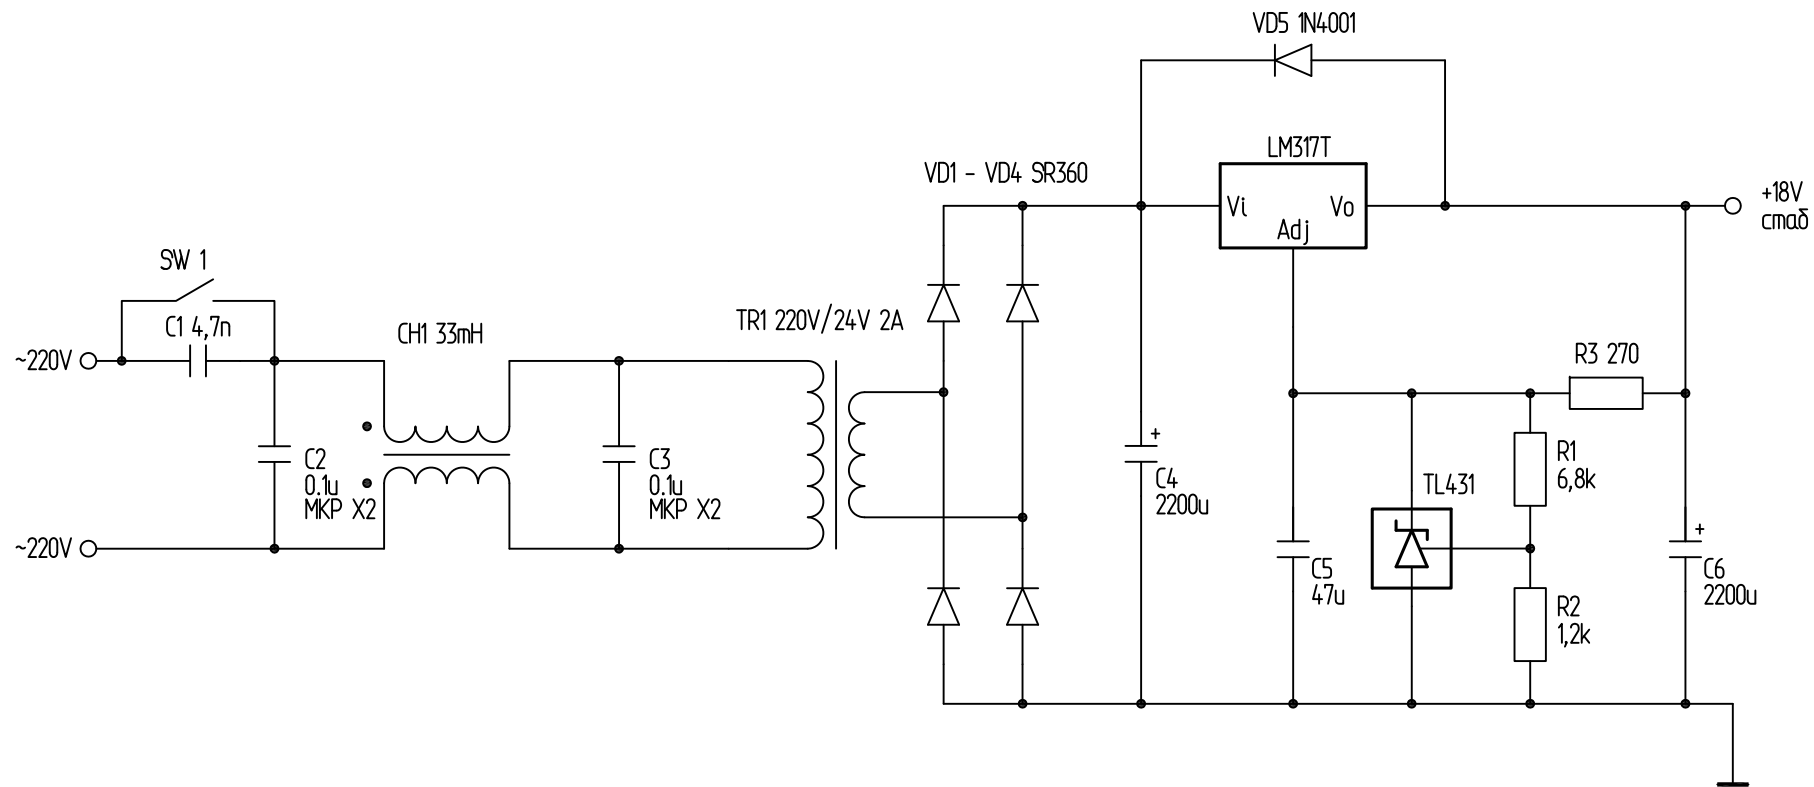 VD5 1N4001
LM317T
VD1 - VD4 SR360
Vi
Vo
Adj
+18V
стаб
SW 1
C1 4,7n
CH1 33mH
TR1 220V/24V 2A
~220V
R3 270
+
C2
0.1u
MKP X2
C3
0.1u
MKP X2
C4
2200u
TL431
R1
6,8k
~220V
+
C5
47u
C6
2200u
R2
1,2k